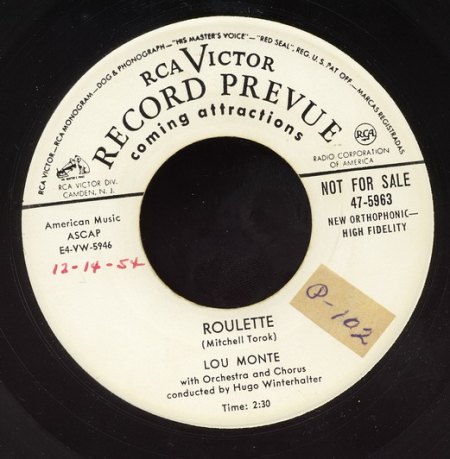 RCA VICTOR—RCA MONOGRAM—DOG & PHONOGRAPH—"HIS MASTER'S VOICE"—"RED SEAL", REG. U.S. PAT. OFF.—MARCAS REGISTRADAS
RCA VICTOR
RECORD PREVUE
coming attractions
RCA
RADIO CORPORATION
OF AMERICA
RCA VICTOR DIV.
CAMDEN, N. J.
NOT FOR SALE
47-5963
NEW ORTHOPHONIC—
HIGH FIDELITY
American Music
ASCAP
E4-VW-5946
12-14-54
P-102
ROULETTE
(Mitchell Torok)
LOU MONTE
with Orchestra and Chorus
conducted by Hugo Winterhalter
Time: 2:30